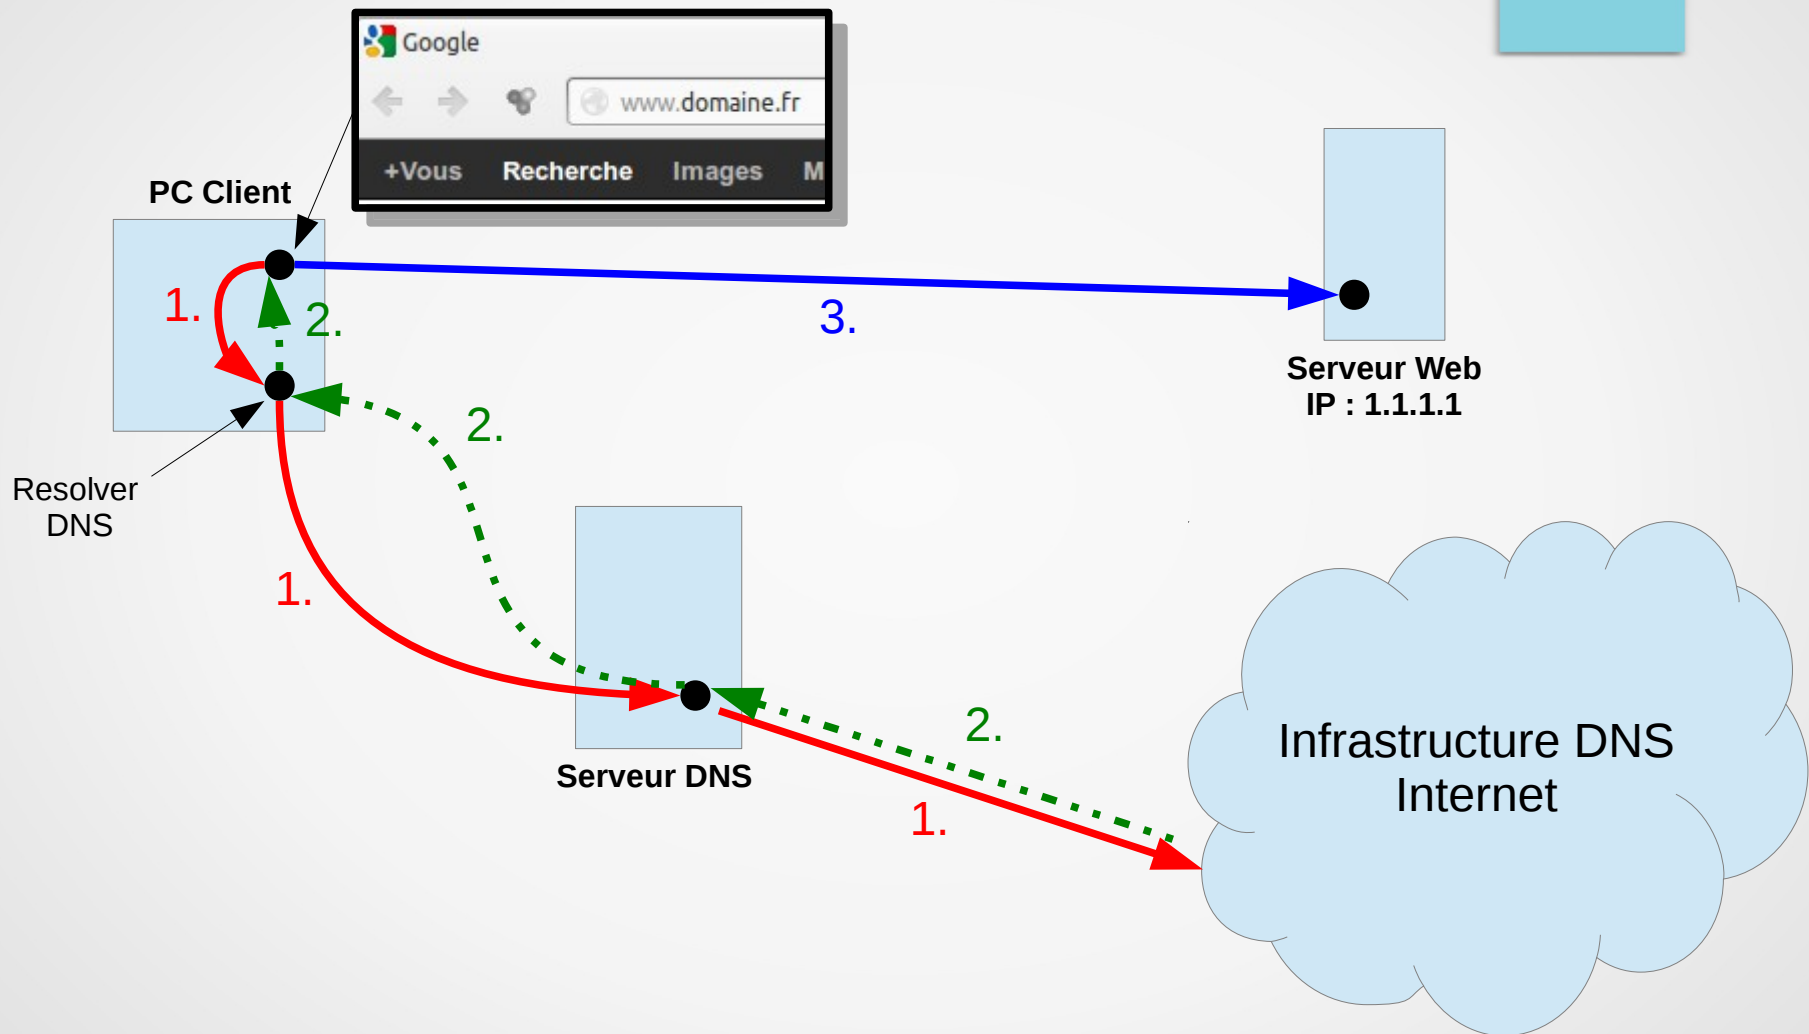 Google
www.domaine.fr
+Vous Recherche Images M
PC Client
1.
2.
3.
Serveur Web
IP : 1.1.1.1
2.
Resolver
DNS
1.
Serveur DNS
2.
1.
Infrastructure DNS
Internet